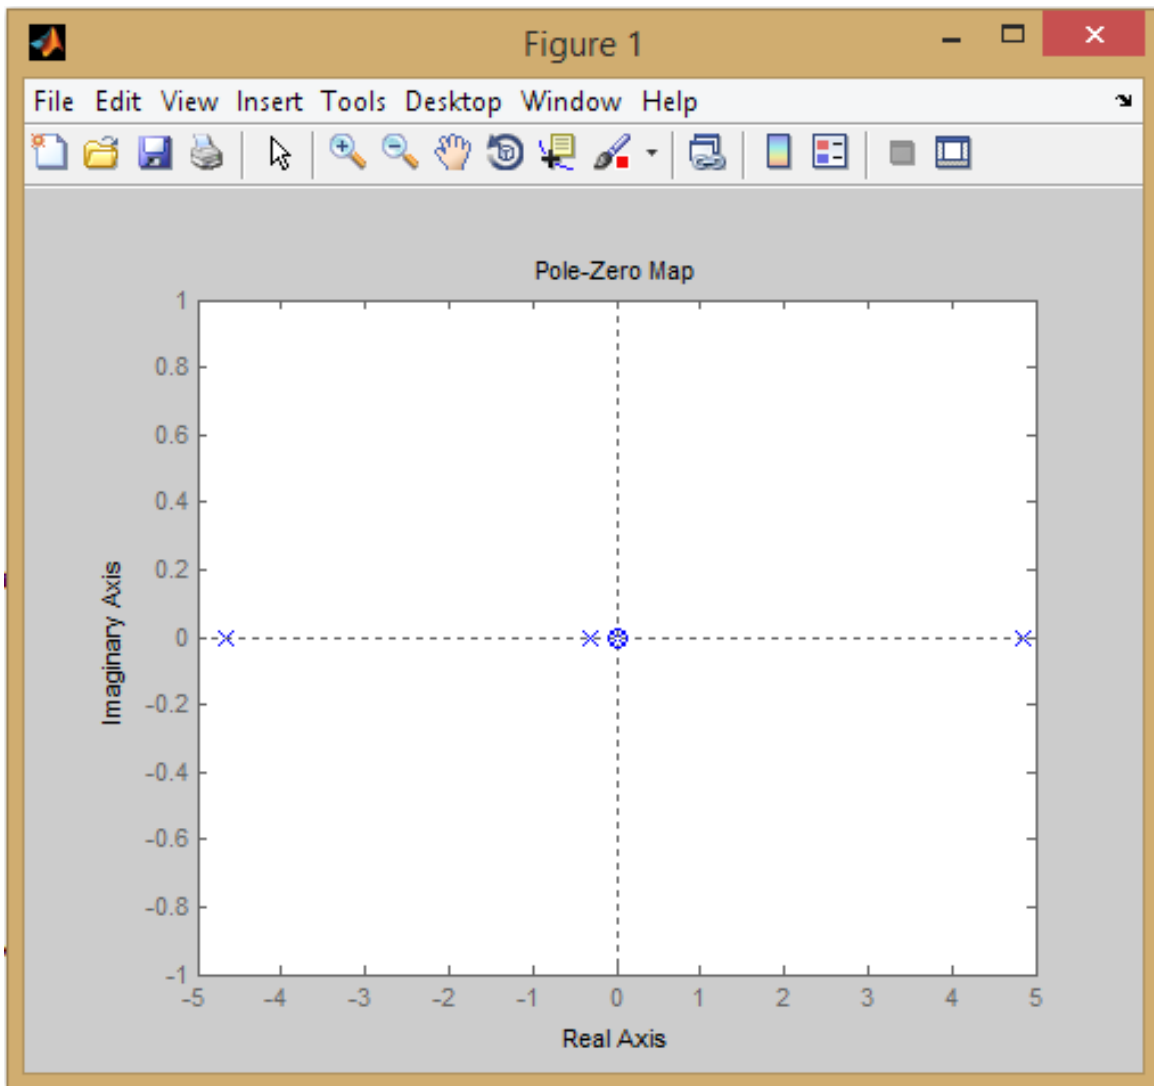 Figure 1
File Edit View Insert Tools Desktop Window Help
Pole-Zero Map
1
0.8
0.6
0.4
0.2
0
-0.2
-0.4
-0.6
-0.8
-1
Imaginary Axis
-5 -4 -3 -2 -1 0 1 2 3 4 5
Real Axis